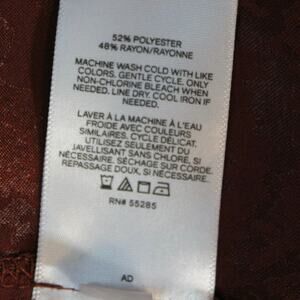 52% POLYESTER
48% RAYON/RAYONNE
MACHINE WASH COLD WITH LIKE
COLORS. GENTLE CYCLE. ONLY
NON-CHLORINE BLEACH WHEN IF
NEEDED. LINE DRY. COOL IRON IF
NEEDED.
LAVER À LA MACHINE À L'EAU
FROIDE AVEC COULEURS
SIMILAIRES. CYCLE DÉLICAT.
UTILISEZ SEULEMENT DU
JAVELLISANT SANS CHLORE, SI
NÉCESSAIRE. SÉCHAGE SUR CORDE.
REPASSAGE DOUX, SI NÉCESSAIRE.
RN# 55285
AD